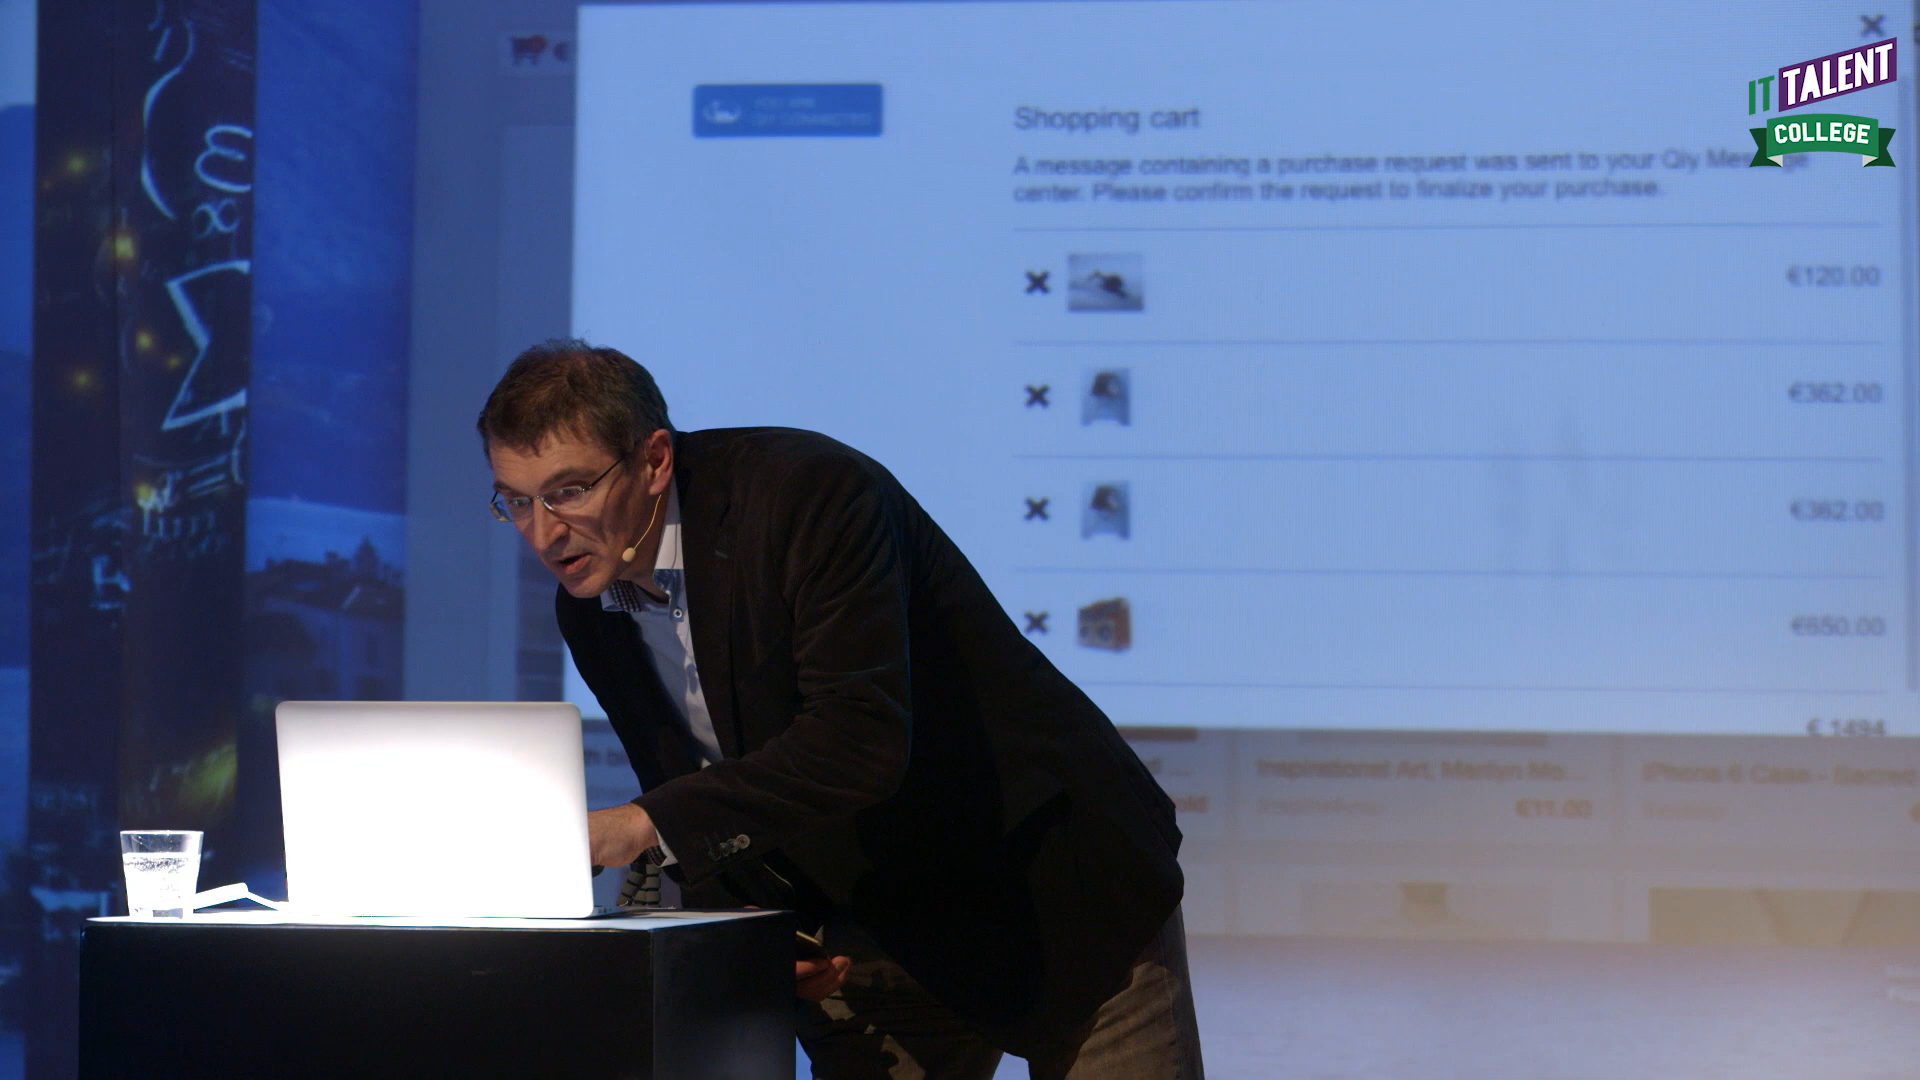 IT TALENT
COLLEGE
Shopping cart
A message containing a purchase request was sent to your Qiy
center. Please confirm the request to finalize your purchase.
€120.00
€362.00
€362.00
€650.00
€ 1494
Inspirational Art, Marilyn Mo...
€11.00
iPhone 6 Case - Sacred